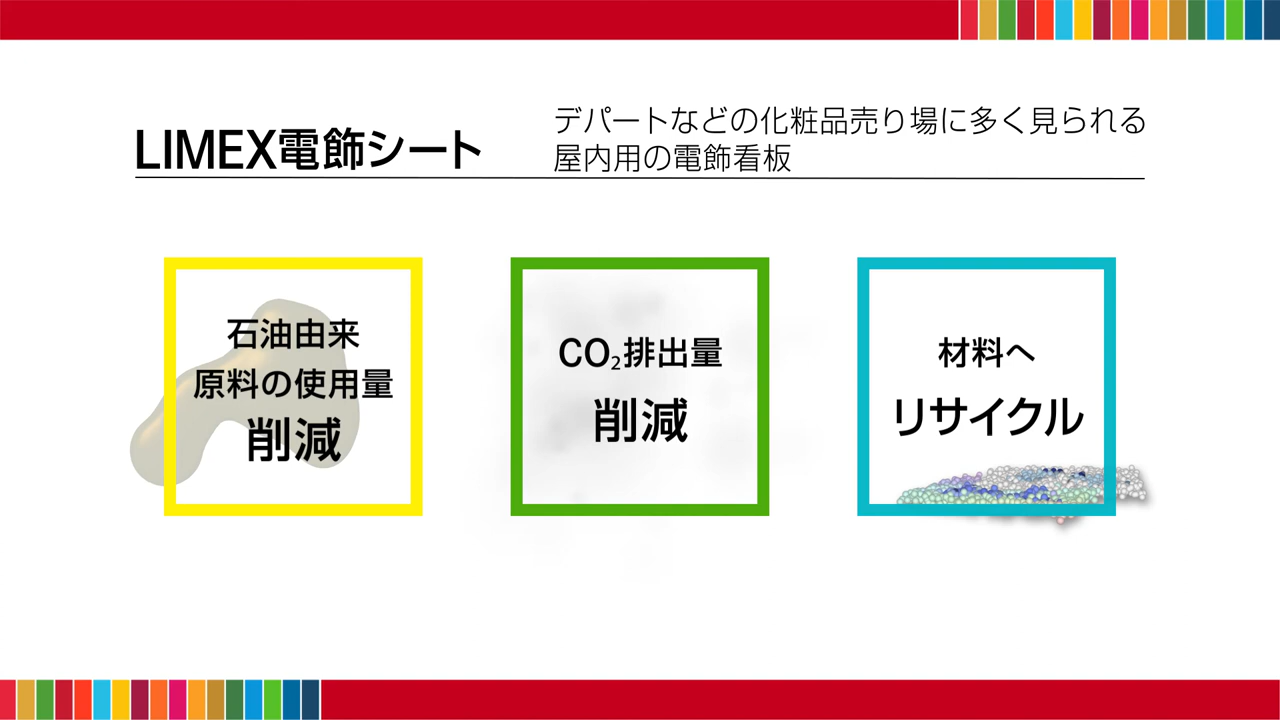 LIMEX電飾シート
デパートなどの化粧品売り場に多く見られる
屋内用の電飾看板
石油由来
原料の使用量
削減
CO₂排出量
削減
材料へ
リサイクル